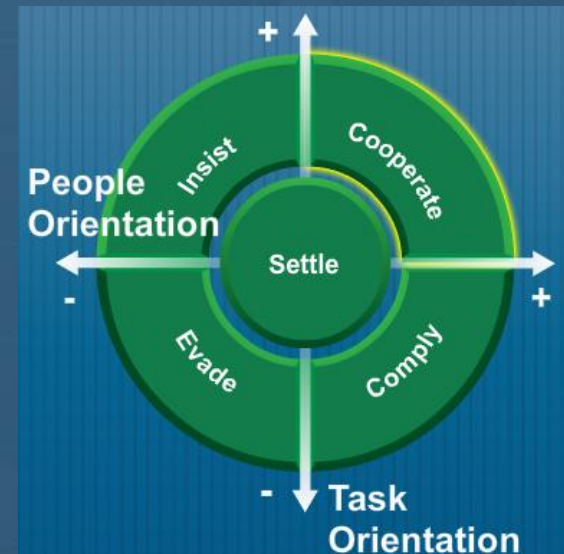 +
Insist
Cooperate
People
Orientation
Settle
-
+
Evade
Comply
-
Task
Orientation